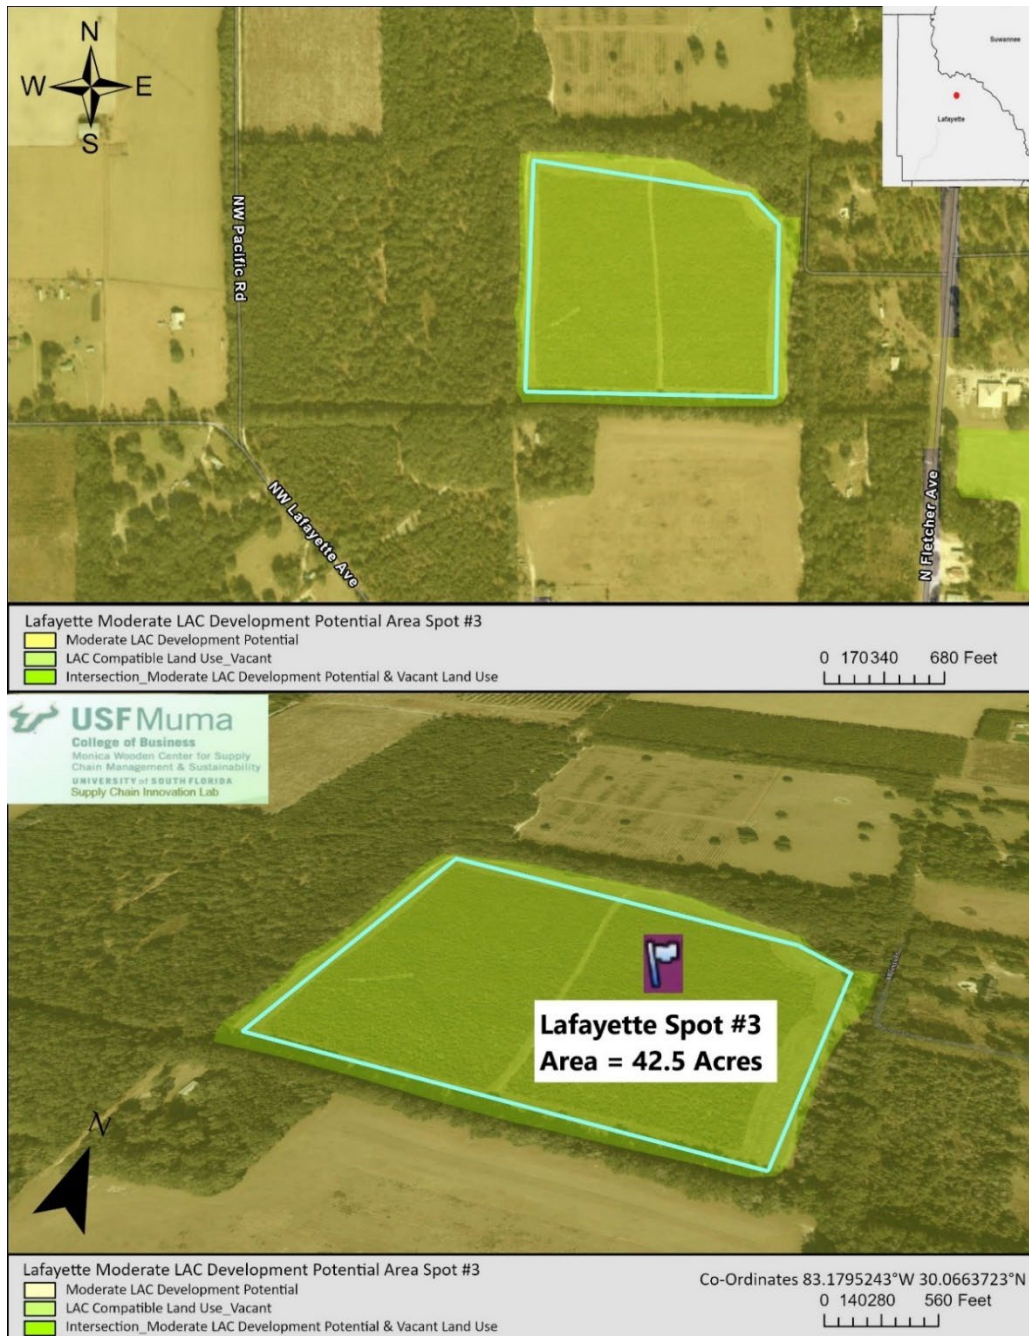 N
W E
S
Suwannee
Lafayette
NW Pacific Rd
NW Lafayette Ave
N Fletcher Ave
Lafayette Moderate LAC Development Potential Area Spot #3
Moderate LAC Development Potential
LAC Compatible Land Use_Vacant
Intersection_Moderate LAC Development Potential & Vacant Land Use
0 170340 680 Feet
USF Muma
College of Business
Monica Wooden Center for Supply
Chain Management & Sustainability
UNIVERSITY of SOUTH FLORIDA
Supply Chain Innovation Lab
Lafayette Spot #3
Area = 42.5 Acres
N
Lafayette Moderate LAC Development Potential Area Spot #3
Moderate LAC Development Potential
LAC Compatible Land Use_Vacant
Intersection_Moderate LAC Development Potential & Vacant Land Use
Co-Ordinates 83.1795243°W 30.0663723°N
0 140280 560 Feet